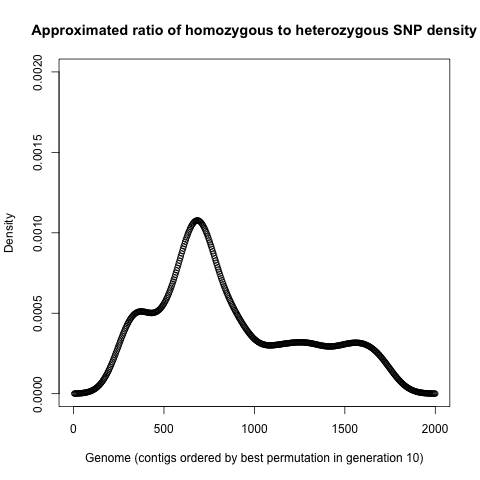 Approximated ratio of homozygous to heterozygous SNP density
0.0020
0.0015
0.0010
0.0005
0.0000
Density
0 500 1000 1500 2000
Genome (contigs ordered by best permutation in generation 10)